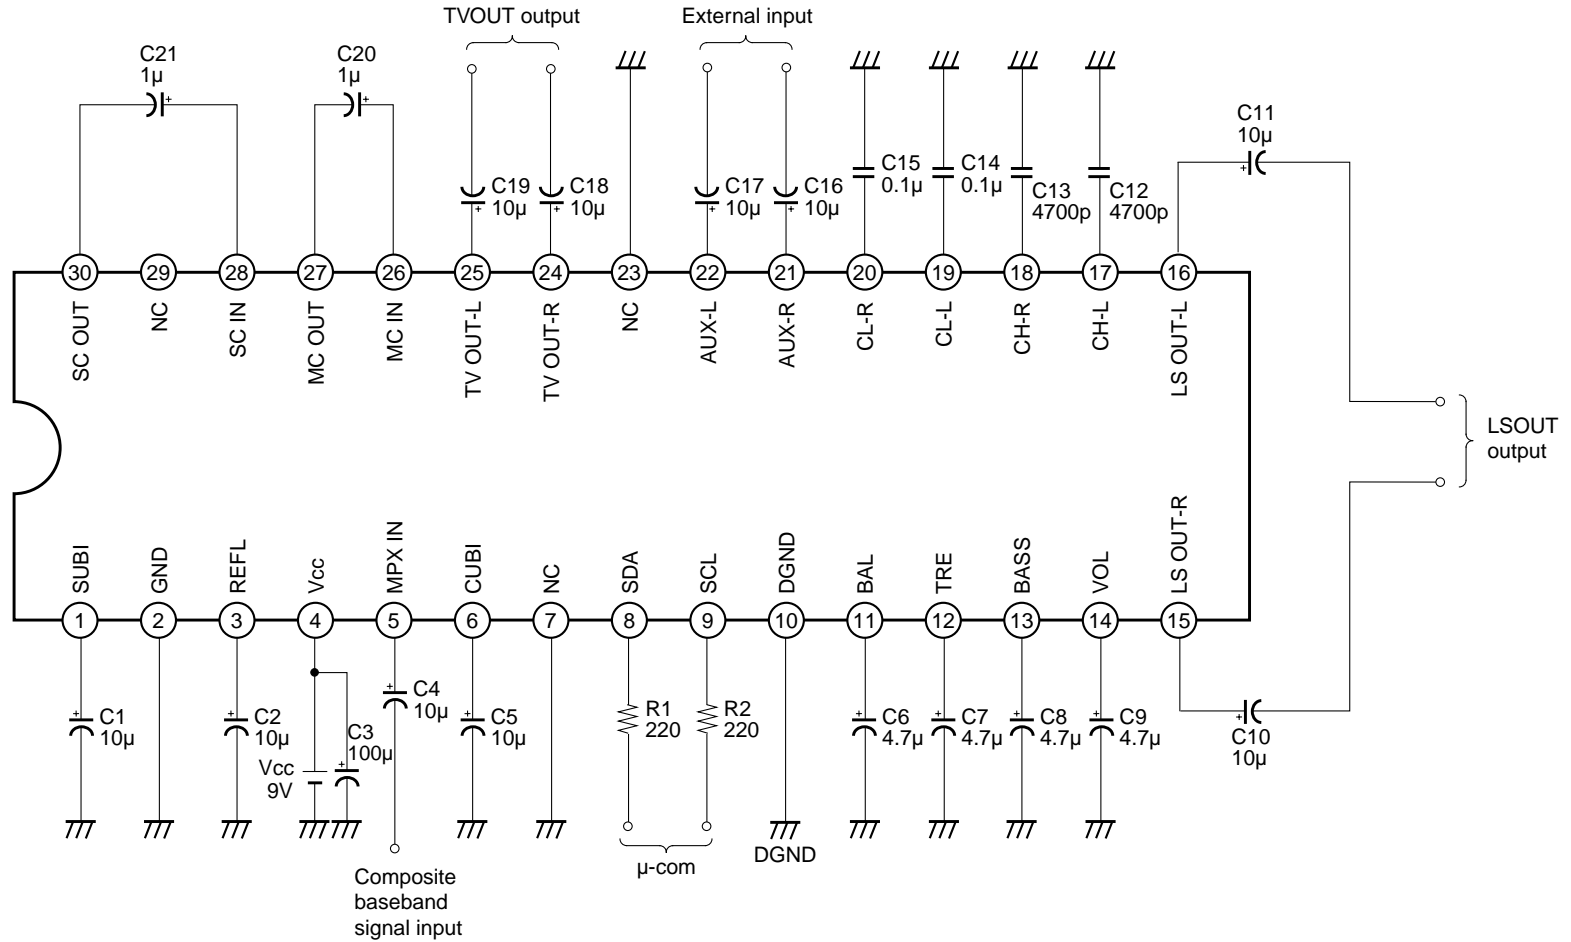 TVOUT output
External input
C21
1µ
C20
1µ
C19
10µ
C18
10µ
C17
10µ
C16
10µ
C15
0.1µ
C14
0.1µ
C13
4700p
C12
4700p
C11
10µ
+
+
+
+
+
+
+
30
29
28
27
26
25
24
23
22
21
20
19
18
17
16
SC OUT
NC
SC IN
MC OUT
MC IN
TV OUT-L
TV OUT-R
NC
AUX-L
AUX-R
CL-R
CL-L
CH-R
CH-L
LS OUT-L
LSOUT
output
SUBI
GND
REFL
Vcc
MPX IN
CUBI
NC
SDA
SCL
DGND
BAL
TRE
BASS
VOL
LS OUT-R
1
2
3
4
5
6
7
8
9
10
11
12
13
14
15
+
C1
10µ
+
C2
10µ
Vcc
9V
+
C3
100µ
+
C4
10µ
+
C5
10µ
R1
220
R2
220
+
C6
4.7µ
+
C7
4.7µ
+
C8
4.7µ
+
C9
4.7µ
+
C10
10µ
µ-com
DGND
Composite
baseband
signal input